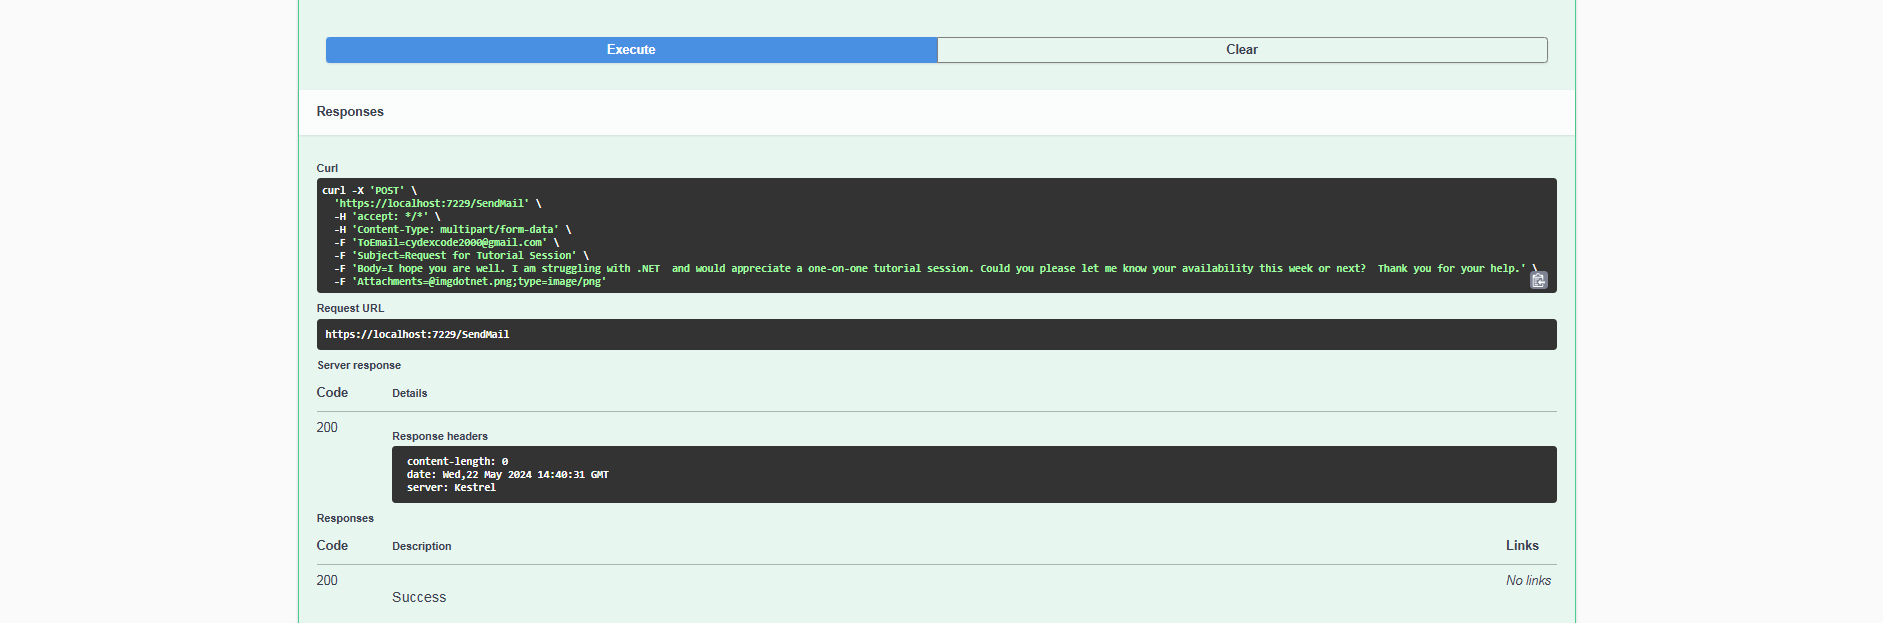 Execute
Clear
Responses
Curl
curl -X 'POST' \
'https://localhost:7229/SendMail' \
-H 'accept: */*' \
-H 'Content-Type: multipart/form-data' \
-F 'ToEmail=cydexcode2000@gmail.com' \
-F 'Subject=Request for Tutorial Session' \
-F 'Body=I hope you are well. I am struggling with .NET  and would appreciate a one-on-one tutorial session. Could you please let me know your availability this week or next?  Thank you for your help.' \
-F 'Attachments=@imgdotnet.png;type=image/png'
Request URL
https://localhost:7229/SendMail
Server response
Code Details
200
Response headers
content-length: 0
date: Wed,22 May 2024 14:40:31 GMT
server: Kestrel
Responses
Code Description Links
200 No links
Success